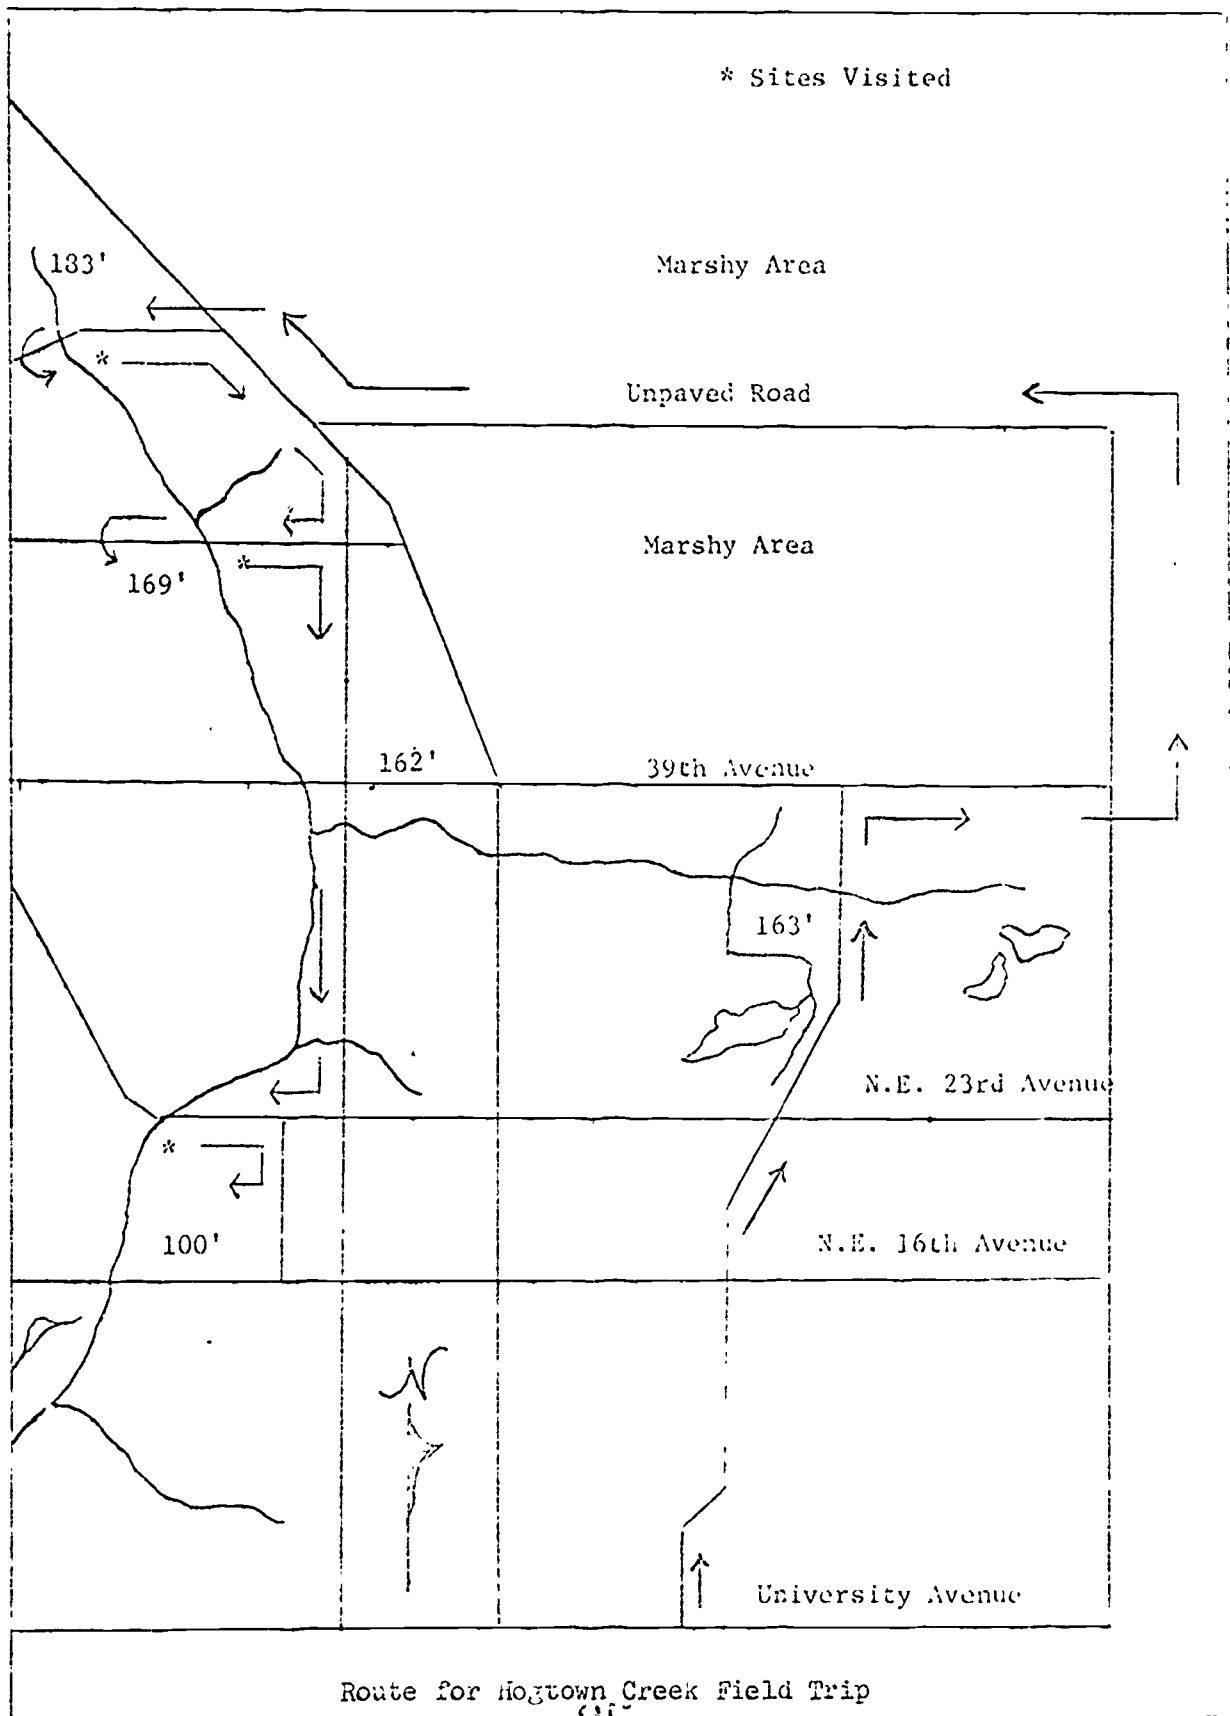 * Sites Visited
183'
Marshy Area
*
Unpaved Road
Marshy Area
*
169'
162'
39th Avenue
163'
N.E. 23rd Avenue
*
100'
N.E. 16th Avenue
N
University Avenue
Route for Hogtown Creek Field Trip